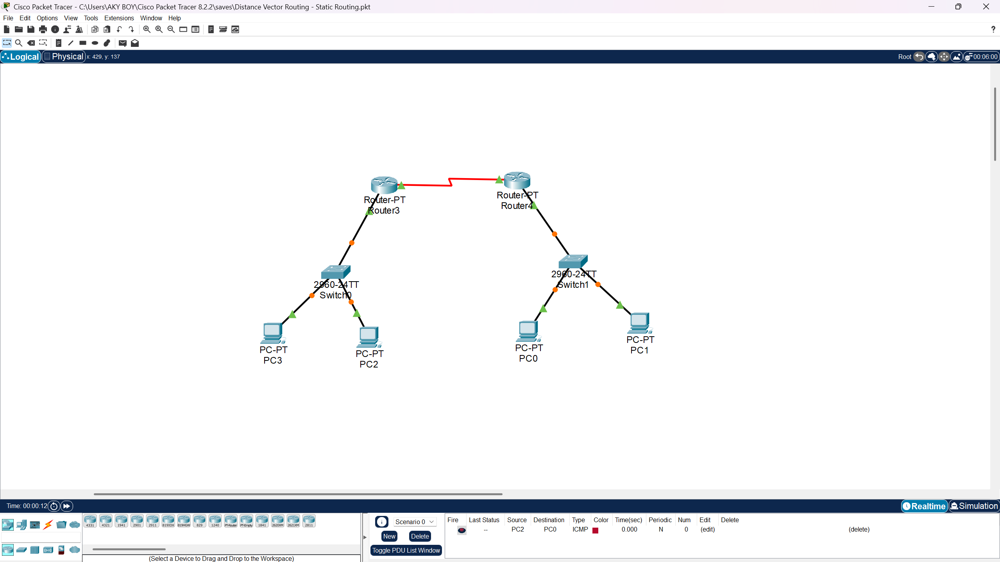 Cisco Packet Tracer - C:\Users\AKY BOY\Cisco Packet Tracer 8.2.2\saves\Distance Vector Routing - Static Routing.pkt
File Edit Options View Tools Extensions Window Help
?
Logical Physical x: 429, y: 137 Root 00:06:00
Router-PT
Router3
Router-PT
Router4
2960-24TT
Switch0
2960-24TT
Switch1
PC-PT
PC3
PC-PT
PC2
PC-PT
PC0
PC-PT
PC1
Time: 00:00:12 Realtime Simulation
4331 4321 1941 2901 2911 819IOX 819HGW 829 1240 PT-Router PT-Empty 1841 2620XM 2621XM 2811
(Select a Device to Drag and Drop to the Workspace)
Scenario 0
New Delete
Toggle PDU List Window
Fire Last Status Source Destination Type Color Time(sec) Periodic Num Edit Delete
-- PC2 PC0 ICMP 0.000 N 0 (edit) (delete)